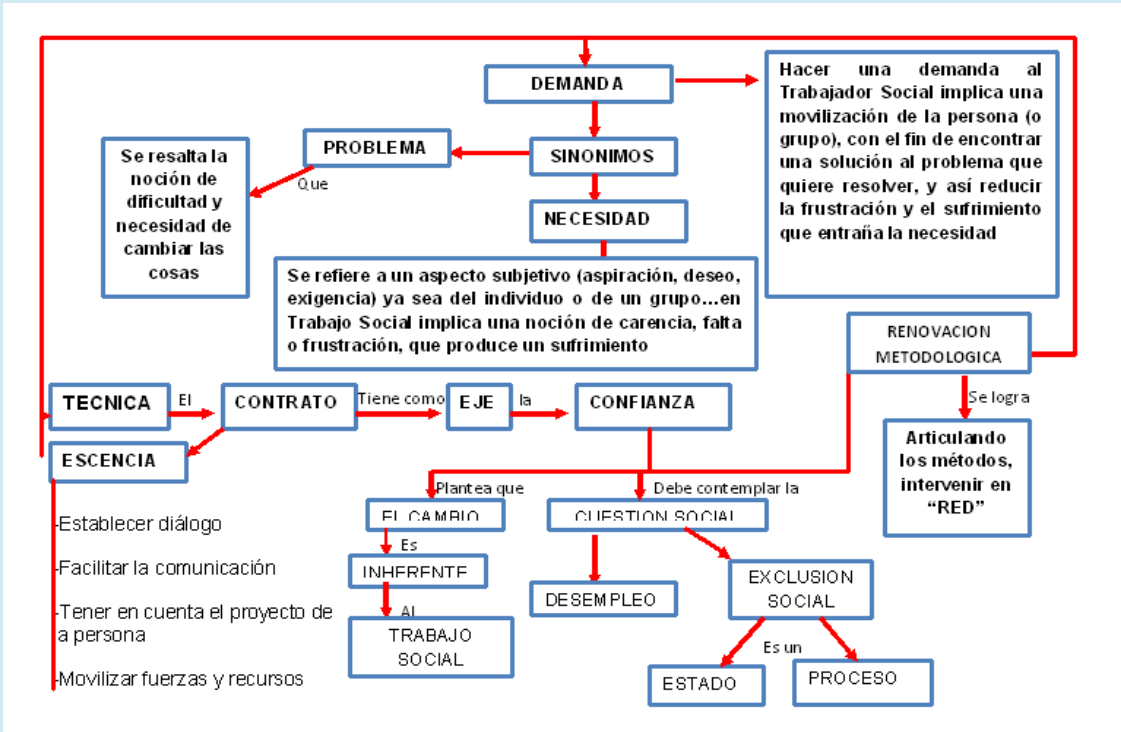 DEMANDA
Hacer una demanda al
Trabajador Social implica una
movilización de la persona (o
grupo), con el fin de encontrar
una solución al problema que
quiere resolver, y así reducir
la frustración y el sufrimiento
que entraña la necesidad
PROBLEMA
SINONIMOS
Que
Se resalta la
noción de
dificultad y
necesidad de
cambiar las
cosas
NECESIDAD
Se refiere a un aspecto subjetivo (aspiración, deseo,
exigencia) ya sea del individuo o de un grupo...en
Trabajo Social implica una noción de carencia, falta
o frustración, que produce un sufrimiento
RENOVACION
METODOLOGICA
Se logra
Articulando
los métodos,
intervenir en
“RED”
TECNICA
El
CONTRATO
Tiene como
EJE
la
CONFIANZA
ESCENCIA
-Establecer diálogo
-Facilitar la comunicación
-Tener en cuenta el proyecto de
a persona
-Movilizar fuerzas y recursos
Plantea que
EL CAMBIO
Es
INHERENTE
Al
TRABAJO
SOCIAL
Debe contemplar la
CUESTION SOCIAL
DESEMPLEO
EXCLUSION
SOCIAL
Es un
ESTADO
PROCESO